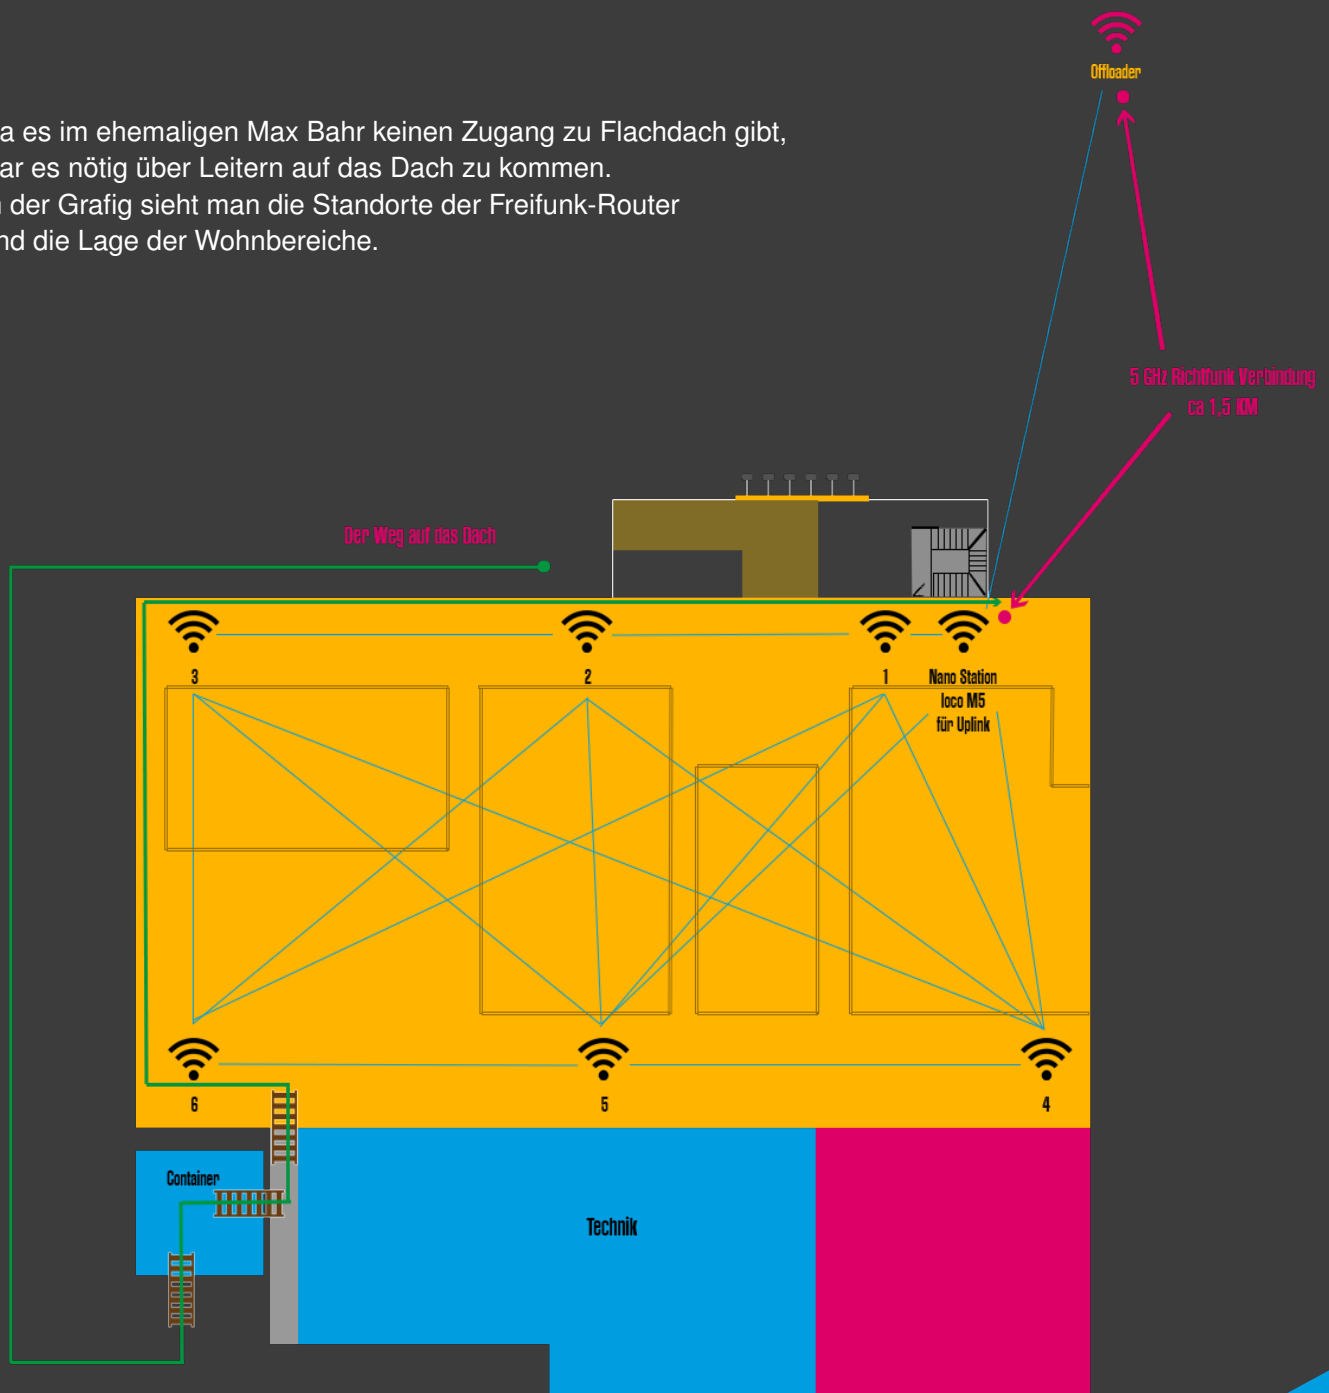 a es im ehemaligen Max Bahr keinen Zugang zu Flachdach gibt,
ar es nötig über Leitern auf das Dach zu kommen.
der Grafig sieht man die Standorte der Freifunk-Router
nd die Lage der Wohnbereiche.
Offloader
5 GHz Richtfunk Verbindung
ca 1,5 KM
Der Weg auf das Dach
3
2
1
Nano Station
loco M5
für Uplink
6
5
4
Container
Technik